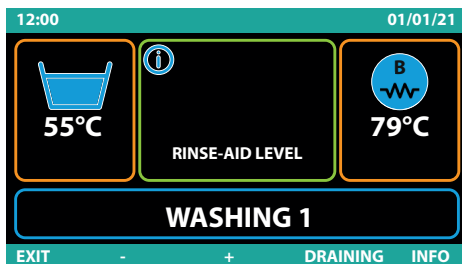 12:00 01/01/21
i
B
55°C
79°C
RINSE-AID LEVEL
WASHING 1
EXIT - + DRAINING INFO